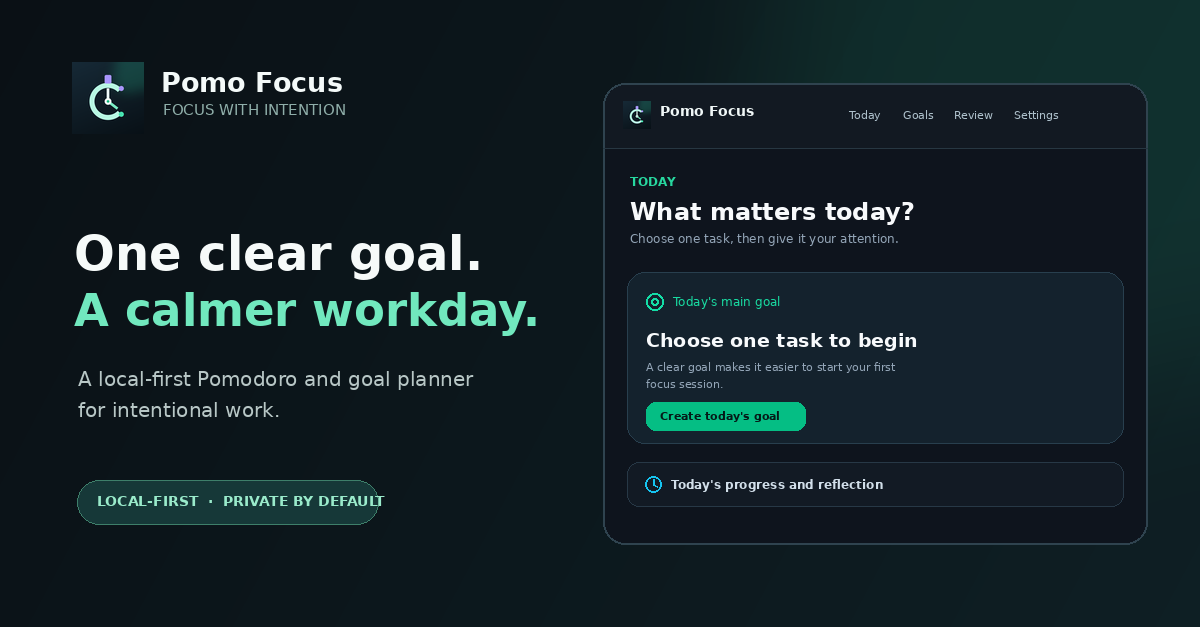 Pomo Focus
FOCUS WITH INTENTION
One clear goal.
A calmer workday.
A local-first Pomodoro and goal planner
for intentional work.
LOCAL-FIRST · PRIVATE BY DEFAULT
Pomo Focus
Today Goals Review Settings
TODAY
What matters today?
Choose one task, then give it your attention.
Today's main goal
Choose one task to begin
A clear goal makes it easier to start your first
focus session.
Create today's goal
Today's progress and reflection